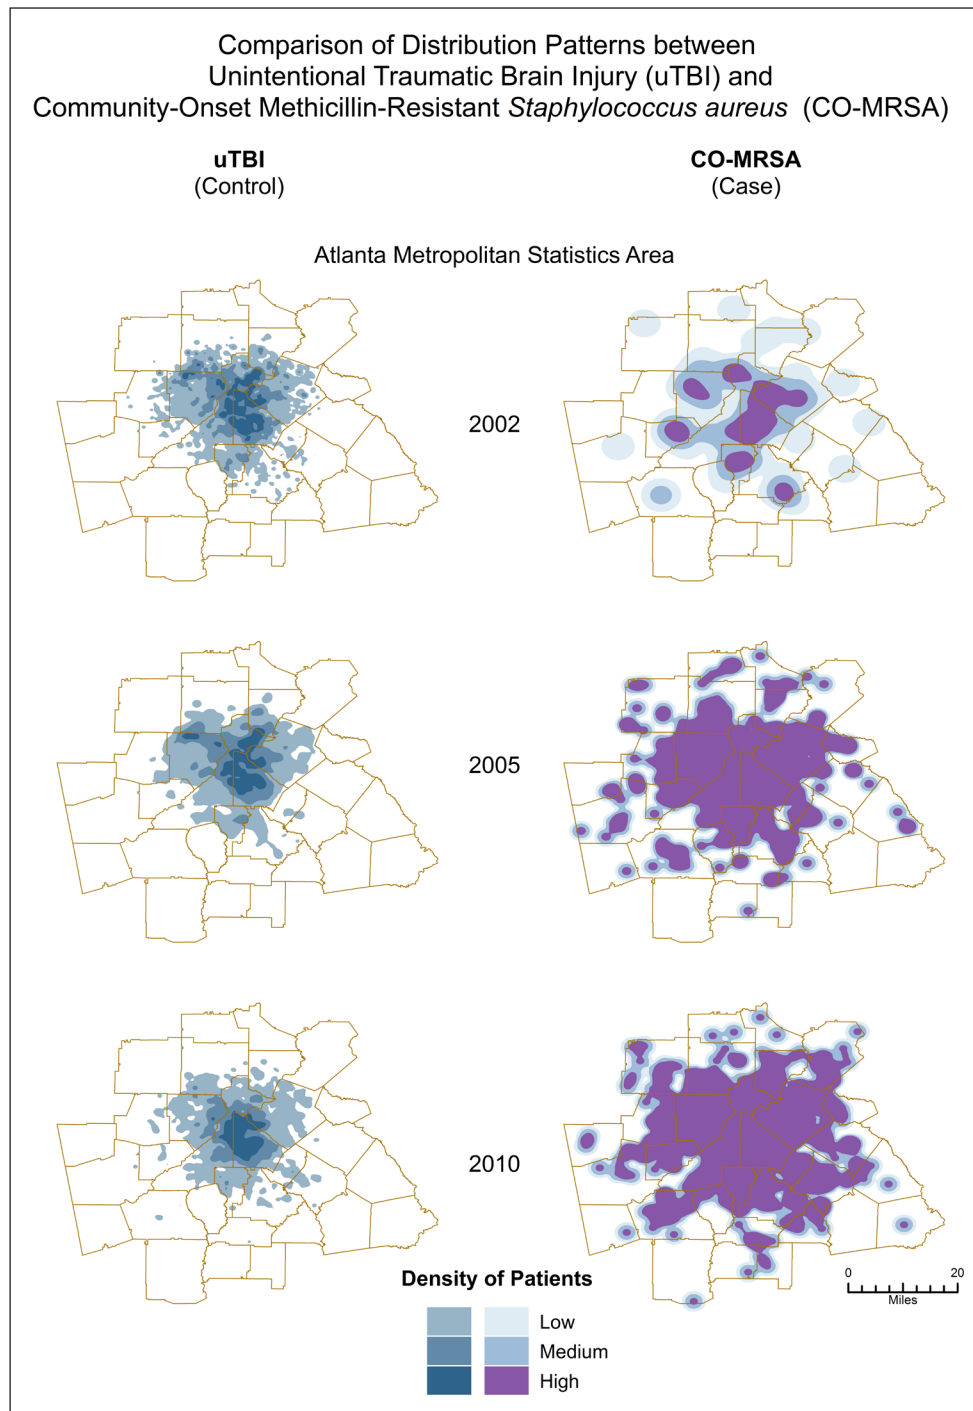 Comparison of Distribution Patterns between
Unintentional Traumatic Brain Injury (uTBI) and
Community-Onset Methicillin-Resistant Staphylococcus aureus (CO-MRSA)
uTBI
(Control)
CO-MRSA
(Case)
Atlanta Metropolitan Statistics Area
2002
2005
2010
Density of Patients
Low
Medium
High
0 20
Miles